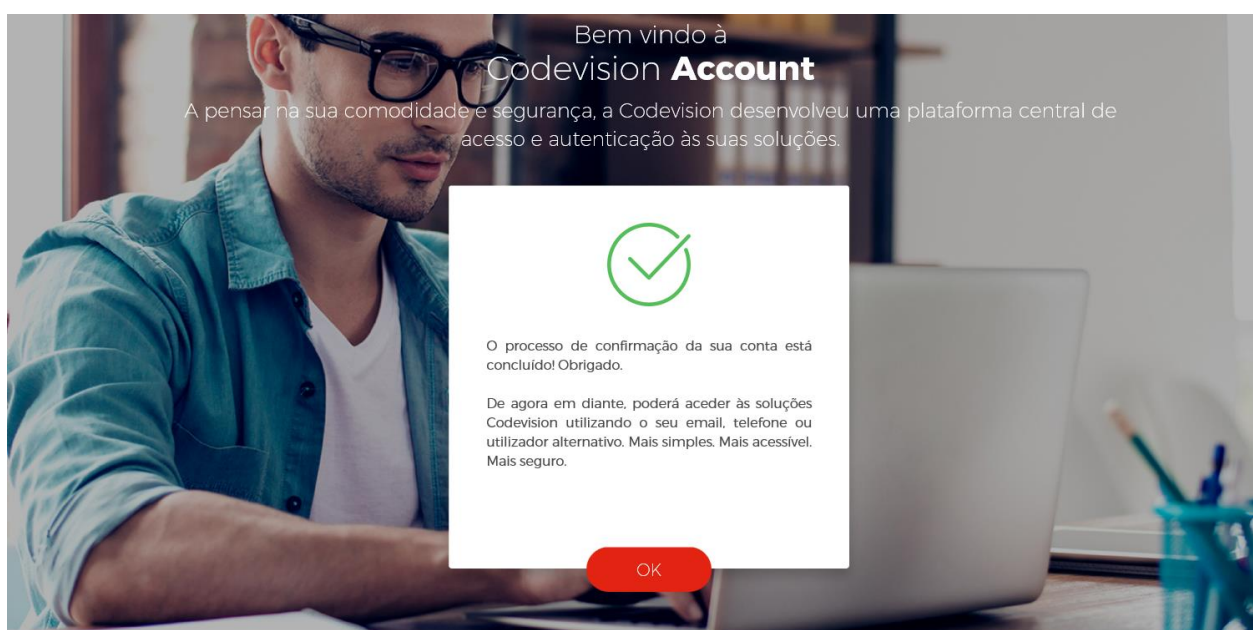 Bem vindo à
Codevision Account
A pensar na sua comodidade e segurança, a Codevision desenvolveu uma plataforma central de
acesso e autenticação às suas soluções.
O processo de confirmação da sua conta está
concluído! Obrigado.
De agora em diante, poderá aceder às soluções
Codevision utilizando o seu email, telefone ou
utilizador alternativo. Mais simples. Mais acessível.
Mais seguro.
OK